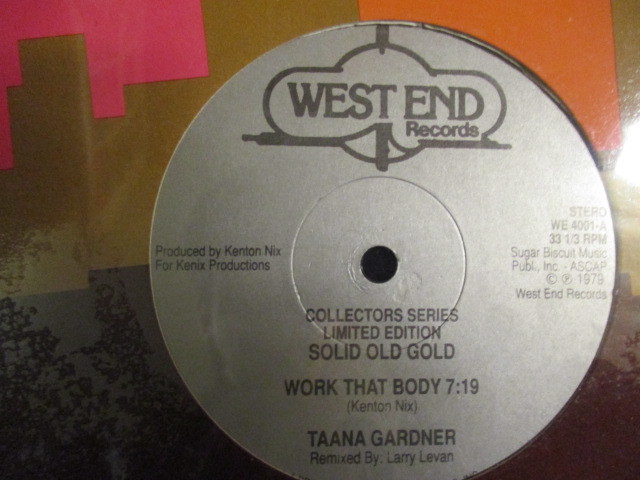 WEST END
Records
STERO
WE 4001-A
33 1/3 RPM
Sugar Biscuit Music
Publ., Inc. - ASCAP
© ℗ 1979
West End Records
Produced by Kenton Nix
For Kenix Productions
COLLECTORS SERIES
LIMITED EDITION
SOLID OLD GOLD
WORK THAT BODY 7:19
(Kenton Nix)
TAANA GARDNER
Remixed By: Larry Levan